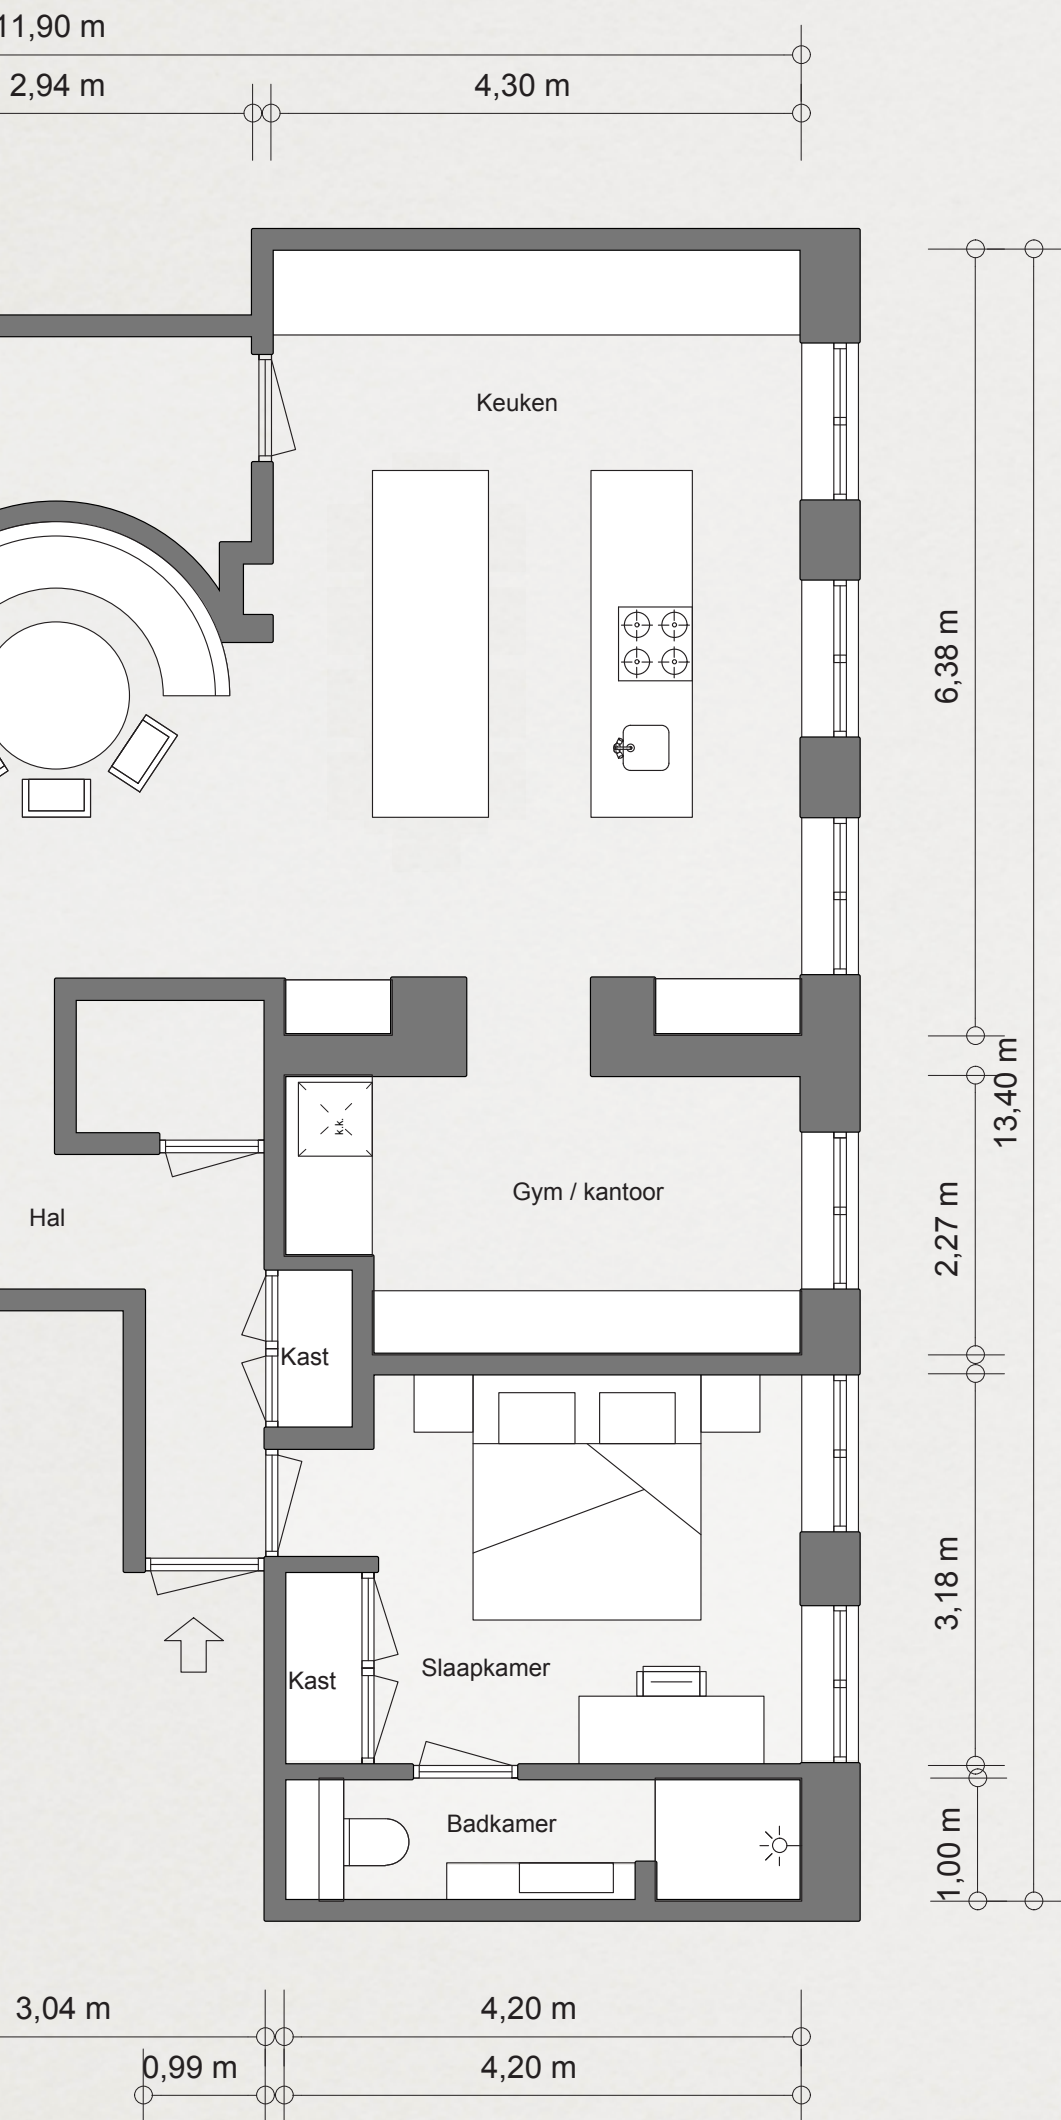 11,90 m
2,94 m
4,30 m
Keuken
6,38 m
13,40 m
k.k.
Gym / kantoor
2,27 m
Hal
Kast
3,18 m
Kast
Slaapkamer
Badkamer
1,00 m
3,04 m
4,20 m
0,99 m
4,20 m